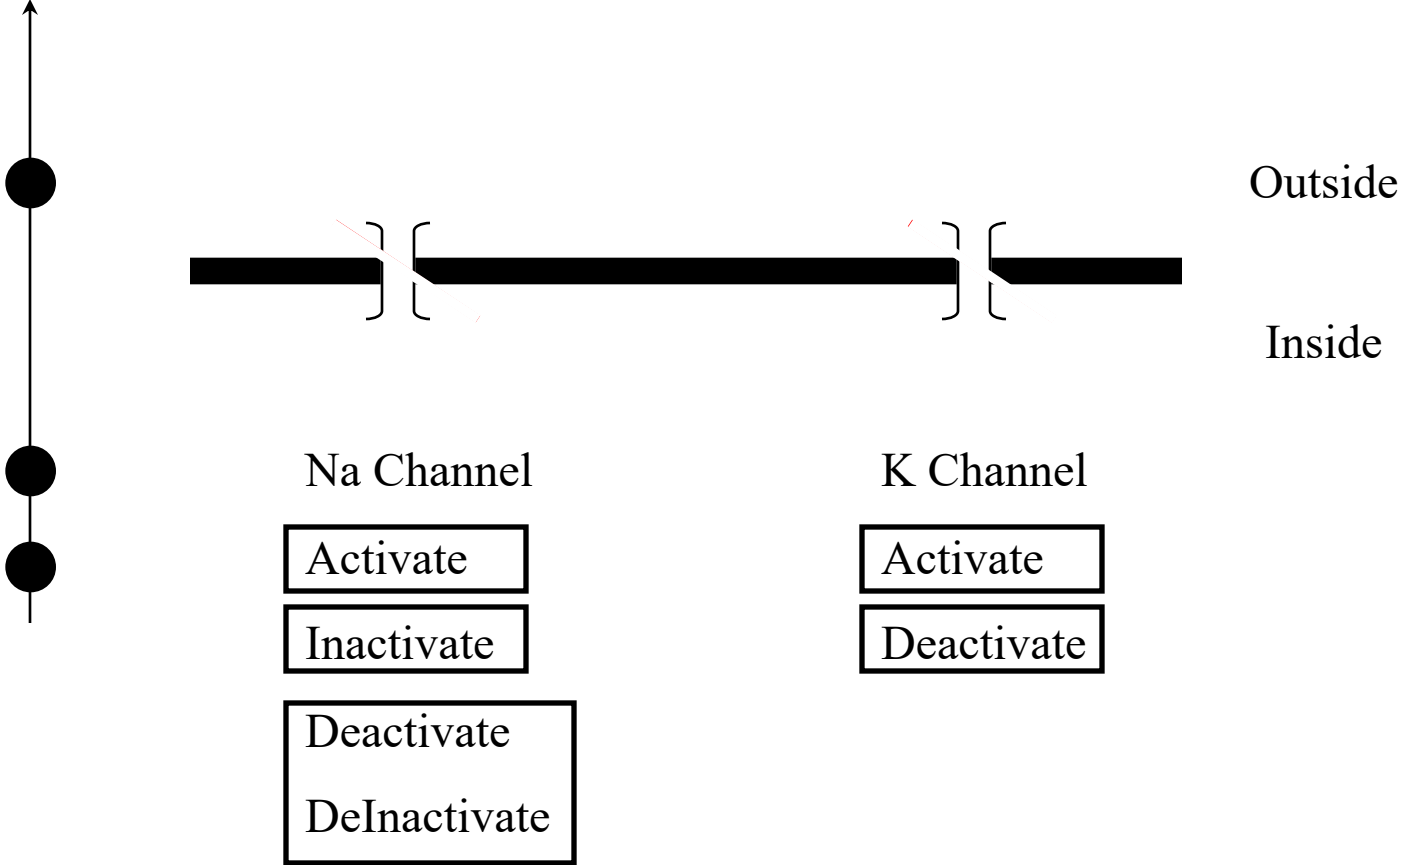 Outside
Inside
Na Channel
K Channel
Activate
Activate
Inactivate
Deactivate
Deactivate
DeInactivate